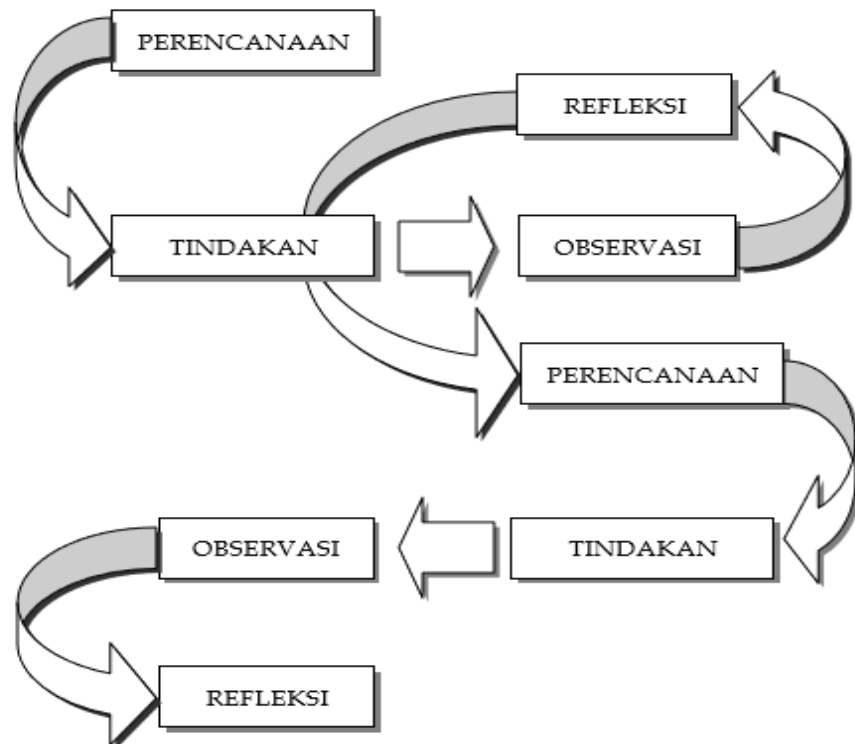 PERENCANAAN
REFLEKSI
TINDAKAN
OBSERVASI
PERENCANAAN
OBSERVASI
TINDAKAN
REFLEKSI